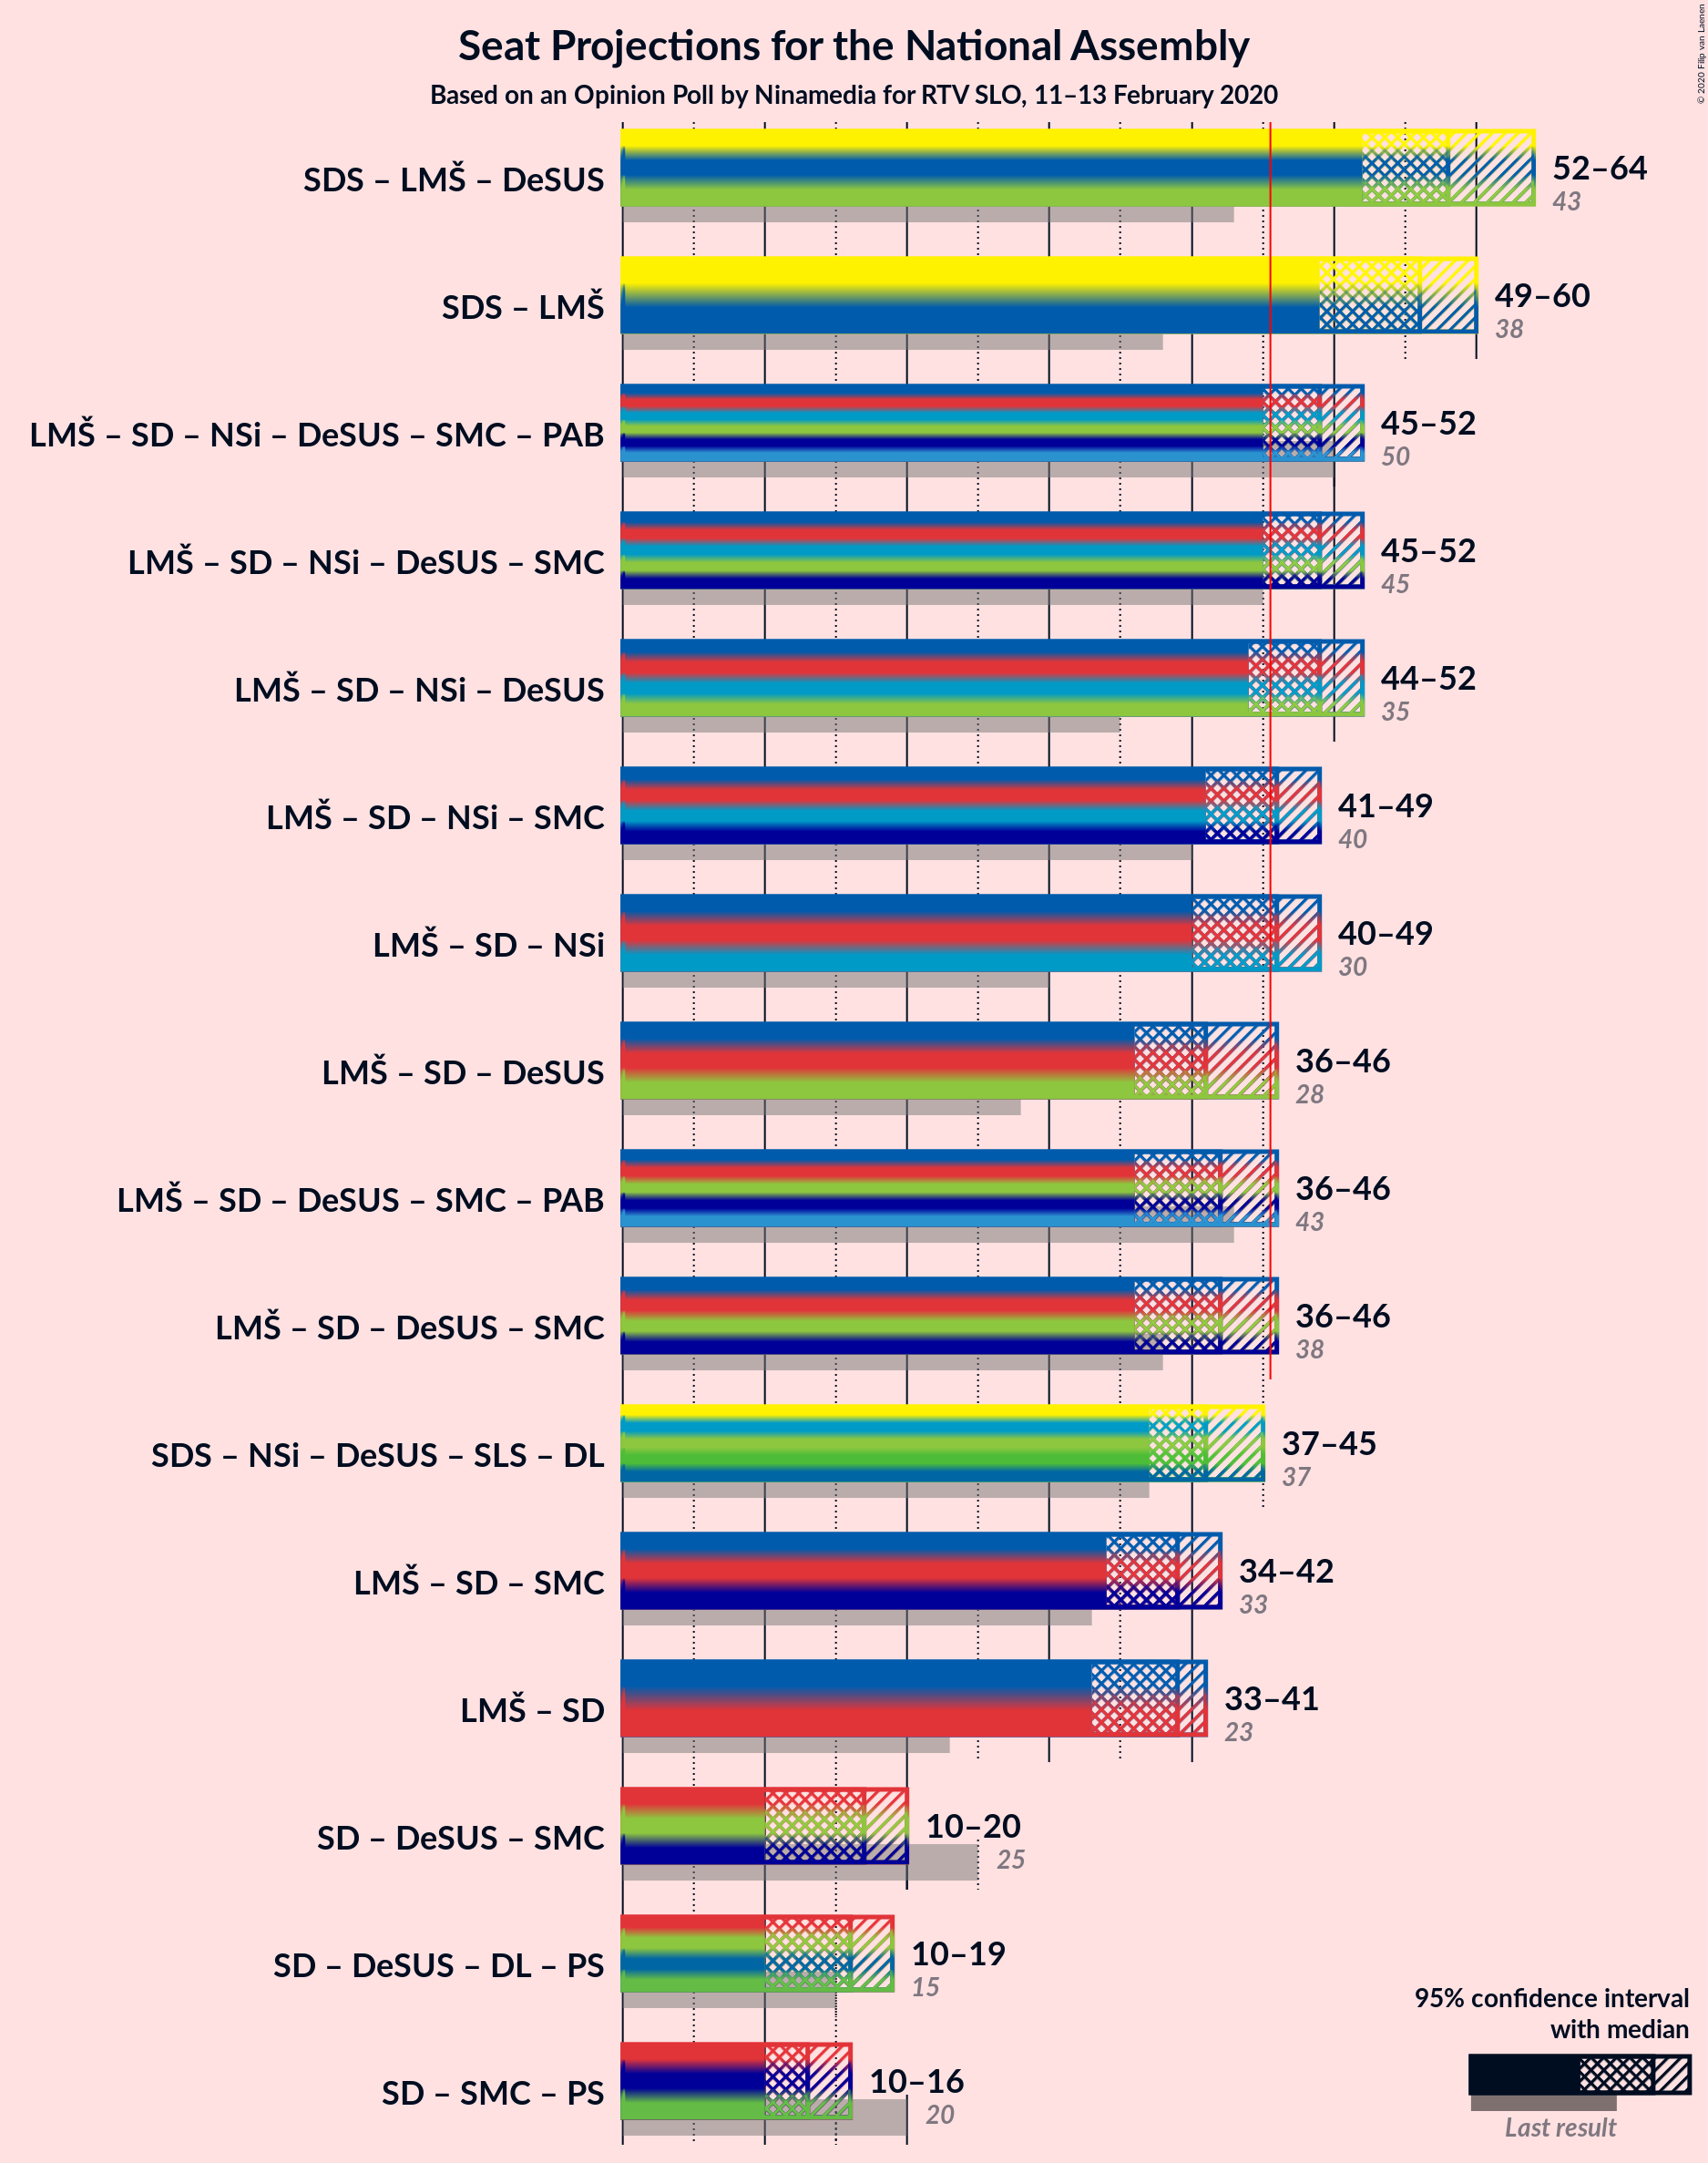 Seat Projections for the National Assembly
Based on an Opinion Poll by Ninamedia for RTV SLO, 11–13 February 2020
© 2020 Filip van Laenen
SDS – LMŠ – DeSUS
52–64
43
SDS – LMŠ
49–60
38
LMŠ – SD – NSi – DeSUS – SMC – PAB
45–52
50
LMŠ – SD – NSi – DeSUS – SMC
45–52
45
LMŠ – SD – NSi – DeSUS
44–52
35
LMŠ – SD – NSi – SMC
41–49
40
LMŠ – SD – NSi
40–49
30
LMŠ – SD – DeSUS
36–46
28
LMŠ – SD – DeSUS – SMC – PAB
36–46
43
LMŠ – SD – DeSUS – SMC
36–46
38
SDS – NSi – DeSUS – SLS – DL
37–45
37
LMŠ – SD – SMC
34–42
33
LMŠ – SD
33–41
23
SD – DeSUS – SMC
10–20
25
SD – DeSUS – DL – PS
10–19
15
SD – SMC – PS
10–16
20
95% confidence interval
with median
Last result